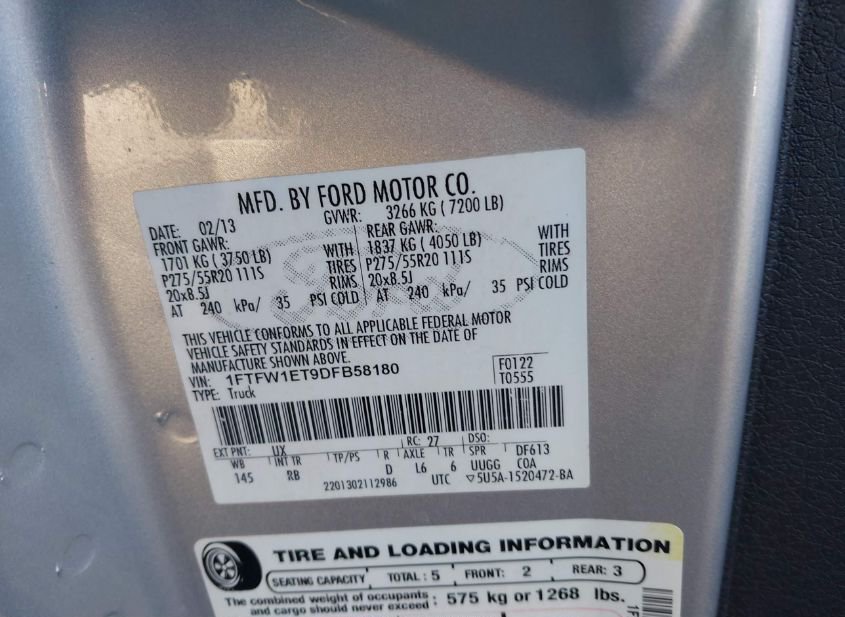 MFD. BY FORD MOTOR CO.
DATE: 02/13 GVWR: 3266 KG ( 7200 LB)
FRONT GAWR: REAR GAWR:
1701 KG ( 3750 LB) WITH 1837 KG ( 4050 LB) WITH
P275/55R20 111S TIRES P275/55R20 111S TIRES
20x8.5J RIMS 20x8.5J RIMS
AT 240 kPa/ 35 PSI COLD AT 240 kPa/ 35 PSI COLD
THIS VEHICLE CONFORMS TO ALL APPLICABLE FEDERAL MOTOR
VEHICLE SAFETY STANDARDS IN EFFECT ON THE DATE OF
MANUFACTURE SHOWN ABOVE.
VIN: 1FTFW1ET9DFB58180 F0122
TYPE: Truck T0555
EXT PNT: UX RC: 27 DSO:
WB INT TR TP/PS R AXLE TR SPR DF613
145 RB D L6 6 UUGG COA
2201302112986 UTC ▽5U5A-1520472-BA
TIRE AND LOADING INFORMATION
SEATING CAPACITY TOTAL : 5 FRONT: 2 REAR: 3
The combined weight of occupants
and cargo should never exceed : 575 kg or 1268 lbs.
1F